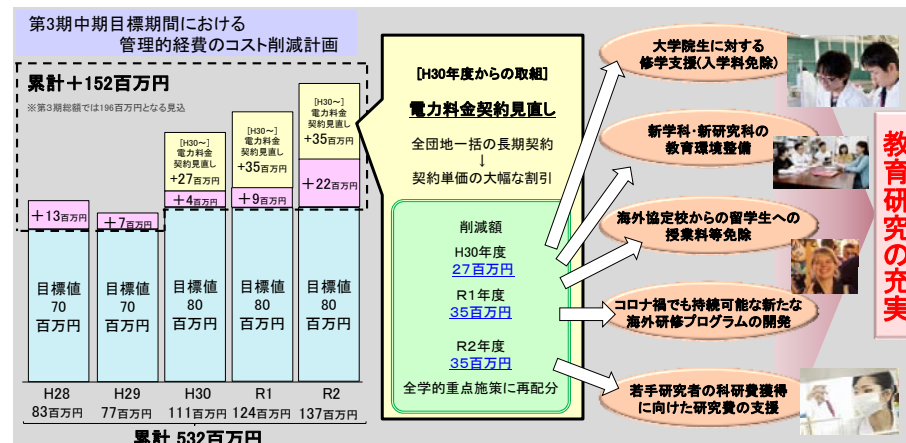 第3期中期目標期間における
管理的経費のコスト削減計画
累計＋152百万円
※第3期総額では196百万円となる見込
＋13百万円
目標値
70
百万円
H28
83百万円
＋7百万円
目標値
70
百万円
H29
77百万円
[H30～]
電力料金
契約見直し
+27百万円
＋4百万円
目標値
80
百万円
H30
111百万円
[H30～]
電力料金
契約見直し
+35百万円
＋9百万円
目標値
80
百万円
R1
124百万円
[H30～]
電力料金
契約見直し
+35百万円
＋22百万円
目標値
80
百万円
R2
137百万円
累計 532百万円
[H30年度からの取組]
電力料金契約見直し
全団地一括の長期契約
↓
契約単価の大幅な割引
削減額
H30年度
27百万円
R1年度
35百万円
R2年度
35百万円
全学的重点施策に再配分
大学院生に対する
修学支援(入学料免除)
新学科・新研究科の
教育環境整備
海外協定校からの留学生への
授業料等免除
コロナ禍でも持続可能な新たな
海外研修プログラムの開発
若手研究者の科研費獲得
に向けた研究費の支援
教育研究の充実